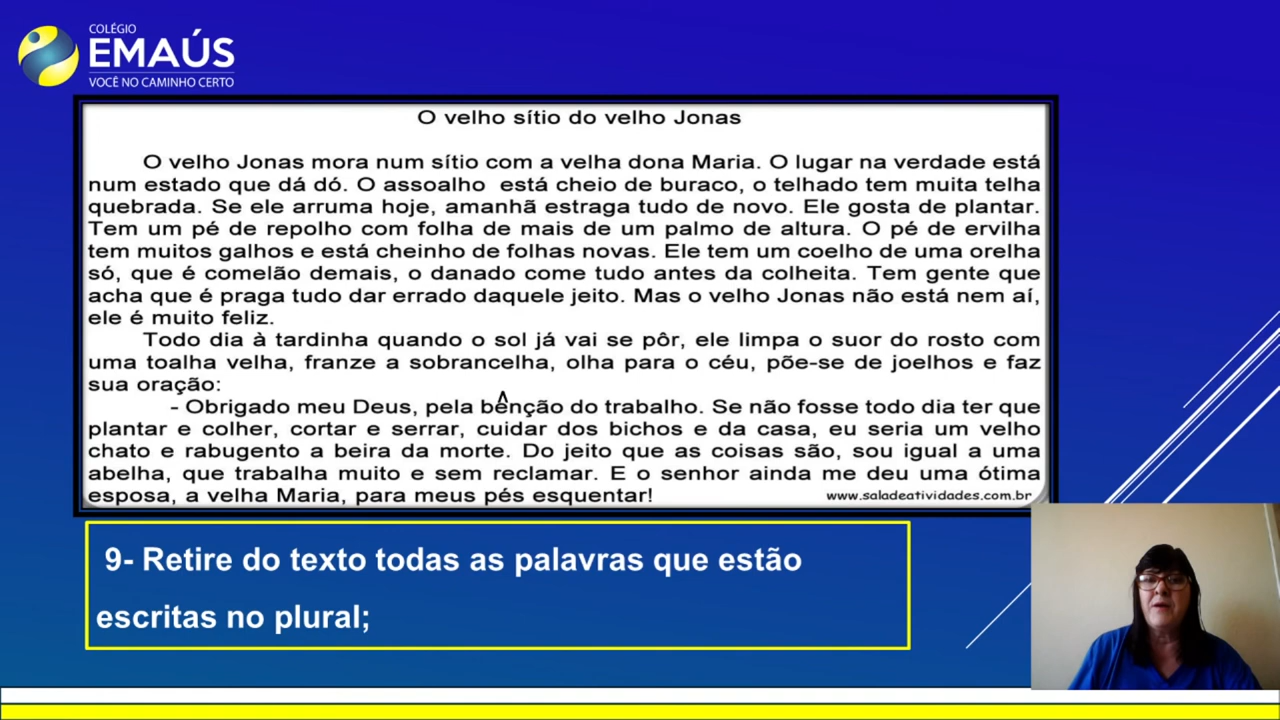 COLÉGIO
EMAÚS
VOCÊ NO CAMINHO CERTO
O velho sítio do velho Jonas
O velho Jonas mora num sítio com a velha dona Maria. O lugar na verdade está
num estado que dá dó. O assoalho está cheio de buraco, o telhado tem muita telha
quebrada. Se ele arruma hoje, amanhã estraga tudo de novo. Ele gosta de plantar.
Tem um pé de repolho com folha de mais de um palmo de altura. O pé de ervilha
tem muitos galhos e está cheinho de folhas novas. Ele tem um coelho de uma orelha
só, que é comelão demais, o danado come tudo antes da colheita. Tem gente que
acha que é praga tudo dar errado daquele jeito. Mas o velho Jonas não está nem aí,
ele é muito feliz.
Todo dia à tardinha quando o sol já vai se pôr, ele limpa o suor do rosto com
uma toalha velha, franze a sobrancelha, olha para o céu, põe-se de joelhos e faz
sua oração:
- Obrigado meu Deus, pela bênção do trabalho. Se não fosse todo dia ter que
plantar e colher, cortar e serrar, cuidar dos bichos e da casa, eu seria um velho
chato e rabugento a beira da morte. Do jeito que as coisas são, sou igual a uma
abelha, que trabalha muito e sem reclamar. E o senhor ainda me deu uma ótima
esposa, a velha Maria, para meus pés esquentar!
www.saladeatividades.com.br
9- Retire do texto todas as palavras que estão
escritas no plural;